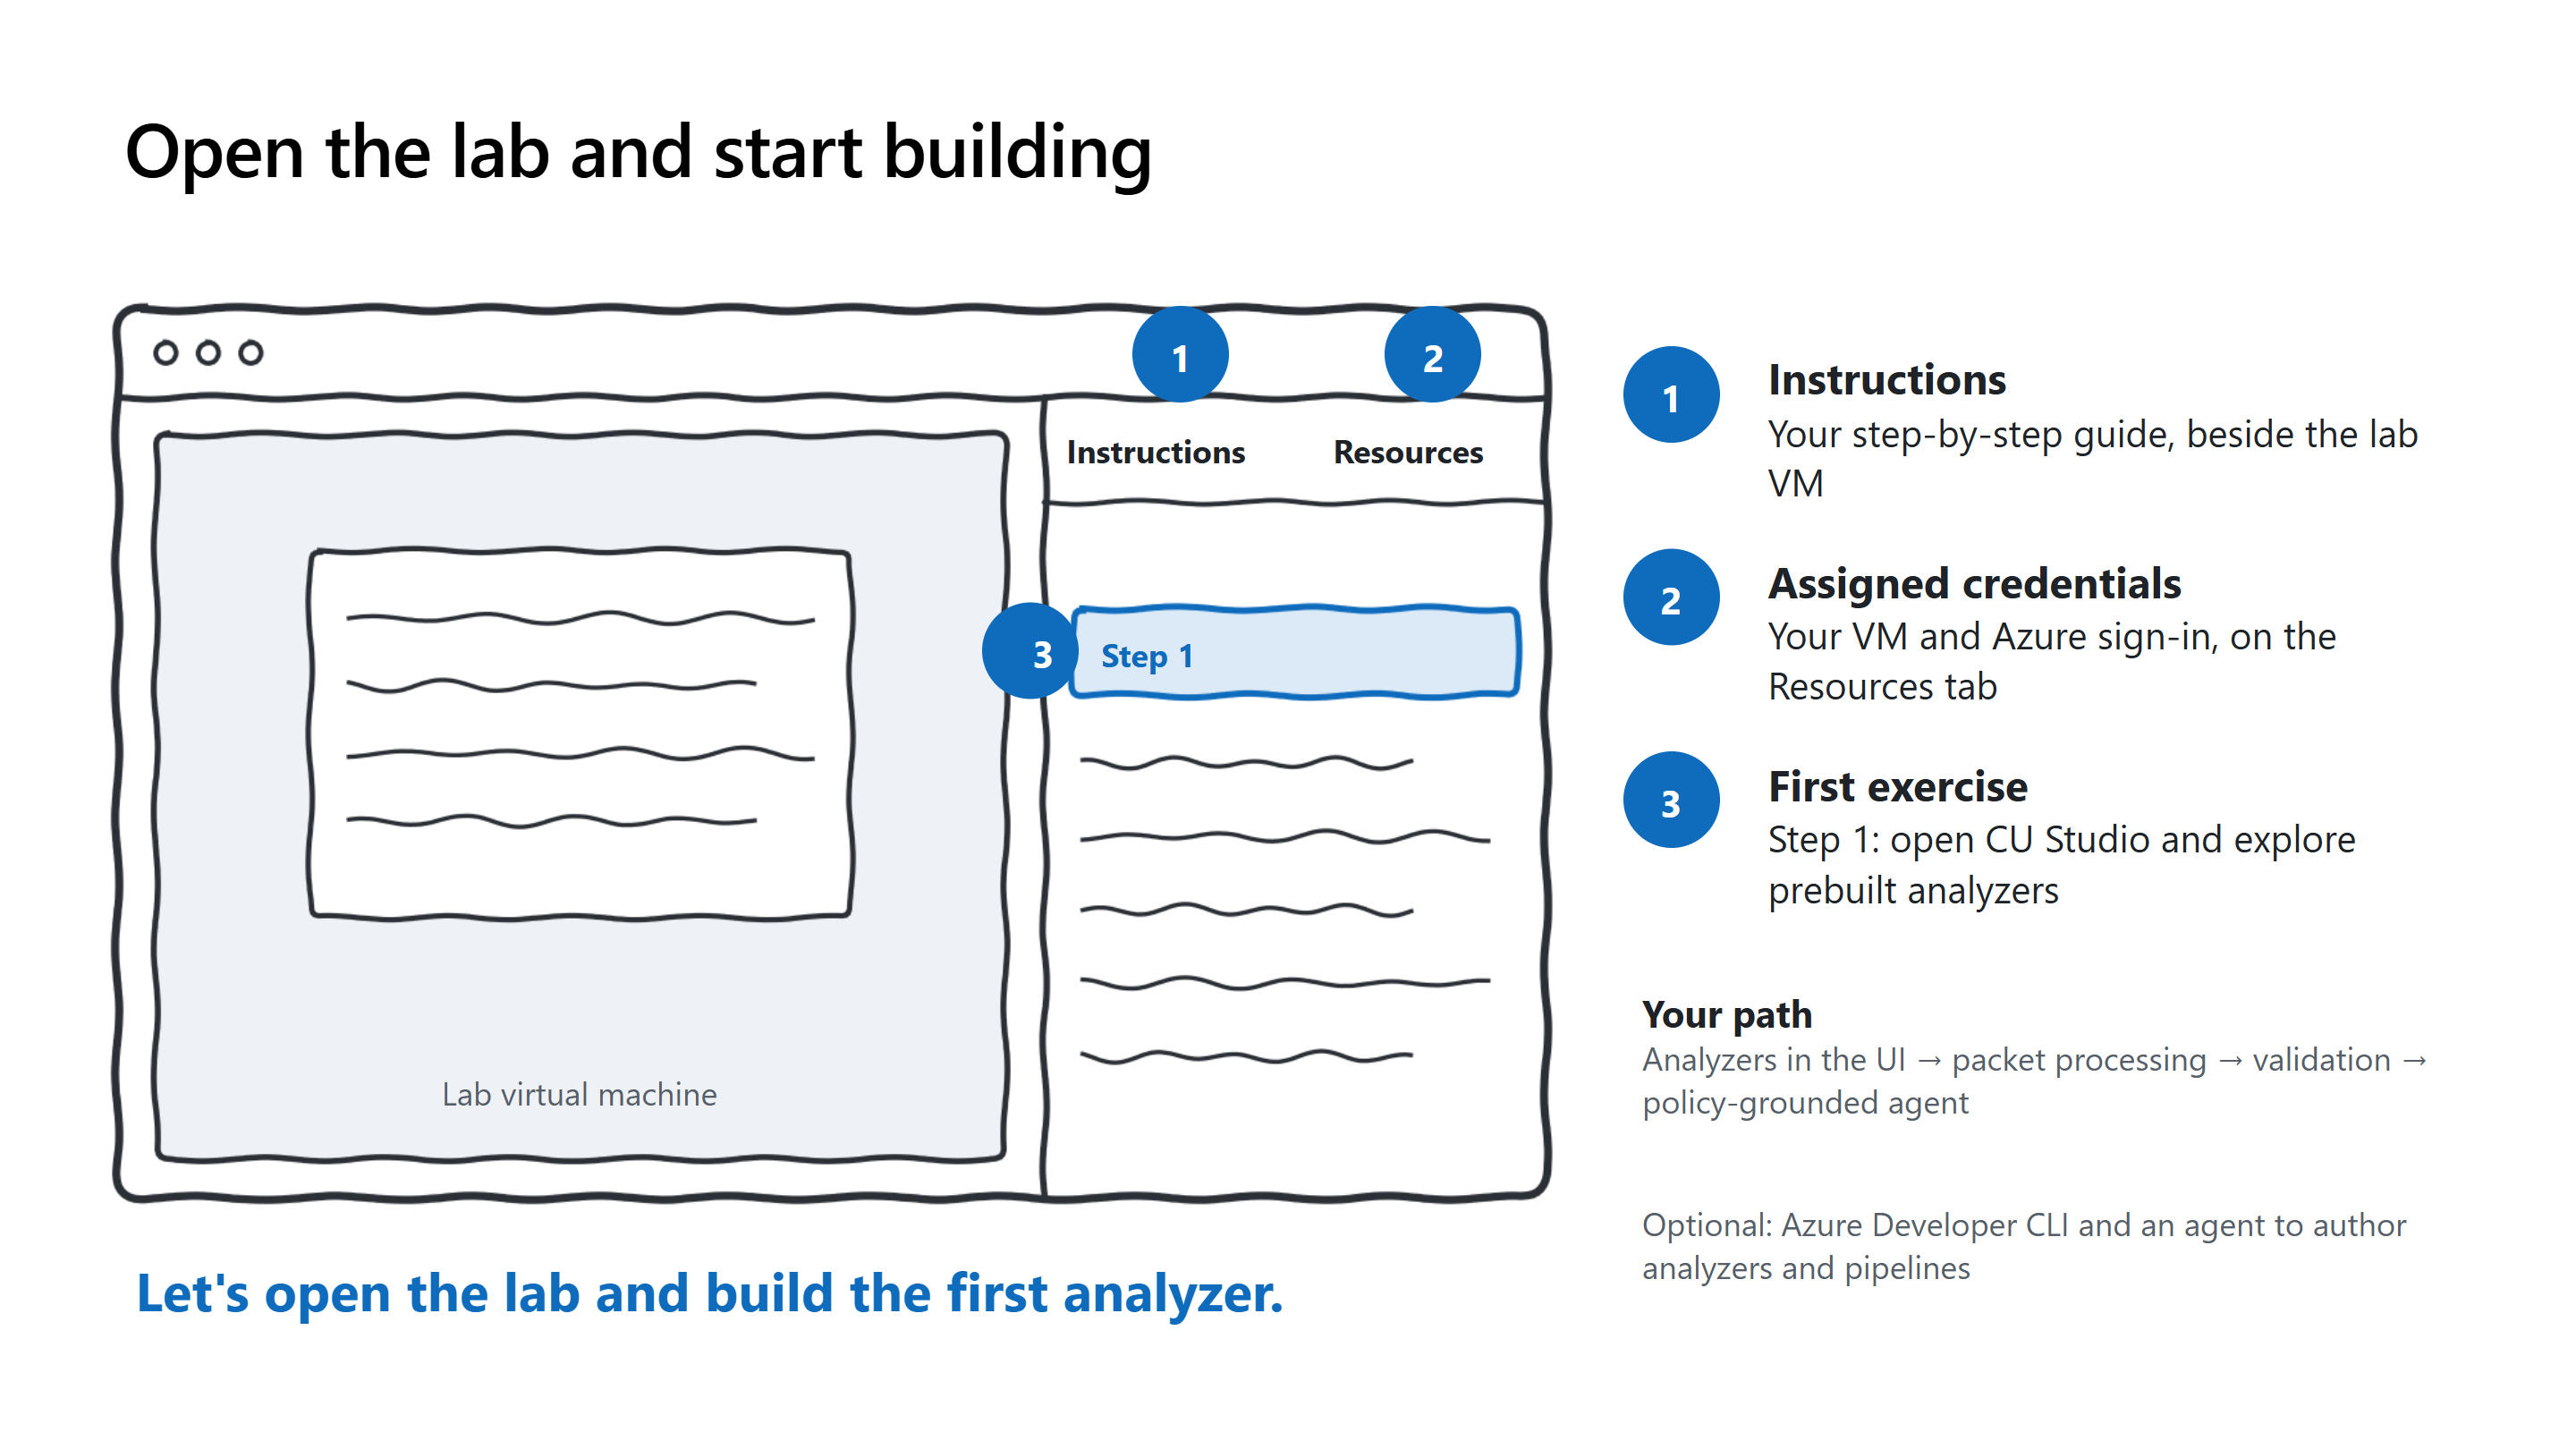 Open the lab and start building
1
2
Instructions
Resources
3
Step 1
Lab virtual machine
Let's open the lab and build the first analyzer.
1
Instructions
Your step-by-step guide, beside the lab
VM
2
Assigned credentials
Your VM and Azure sign-in, on the
Resources tab
3
First exercise
Step 1: open CU Studio and explore
prebuilt analyzers
Your path
Analyzers in the UI → packet processing → validation →
policy-grounded agent
Optional: Azure Developer CLI and an agent to author
analyzers and pipelines